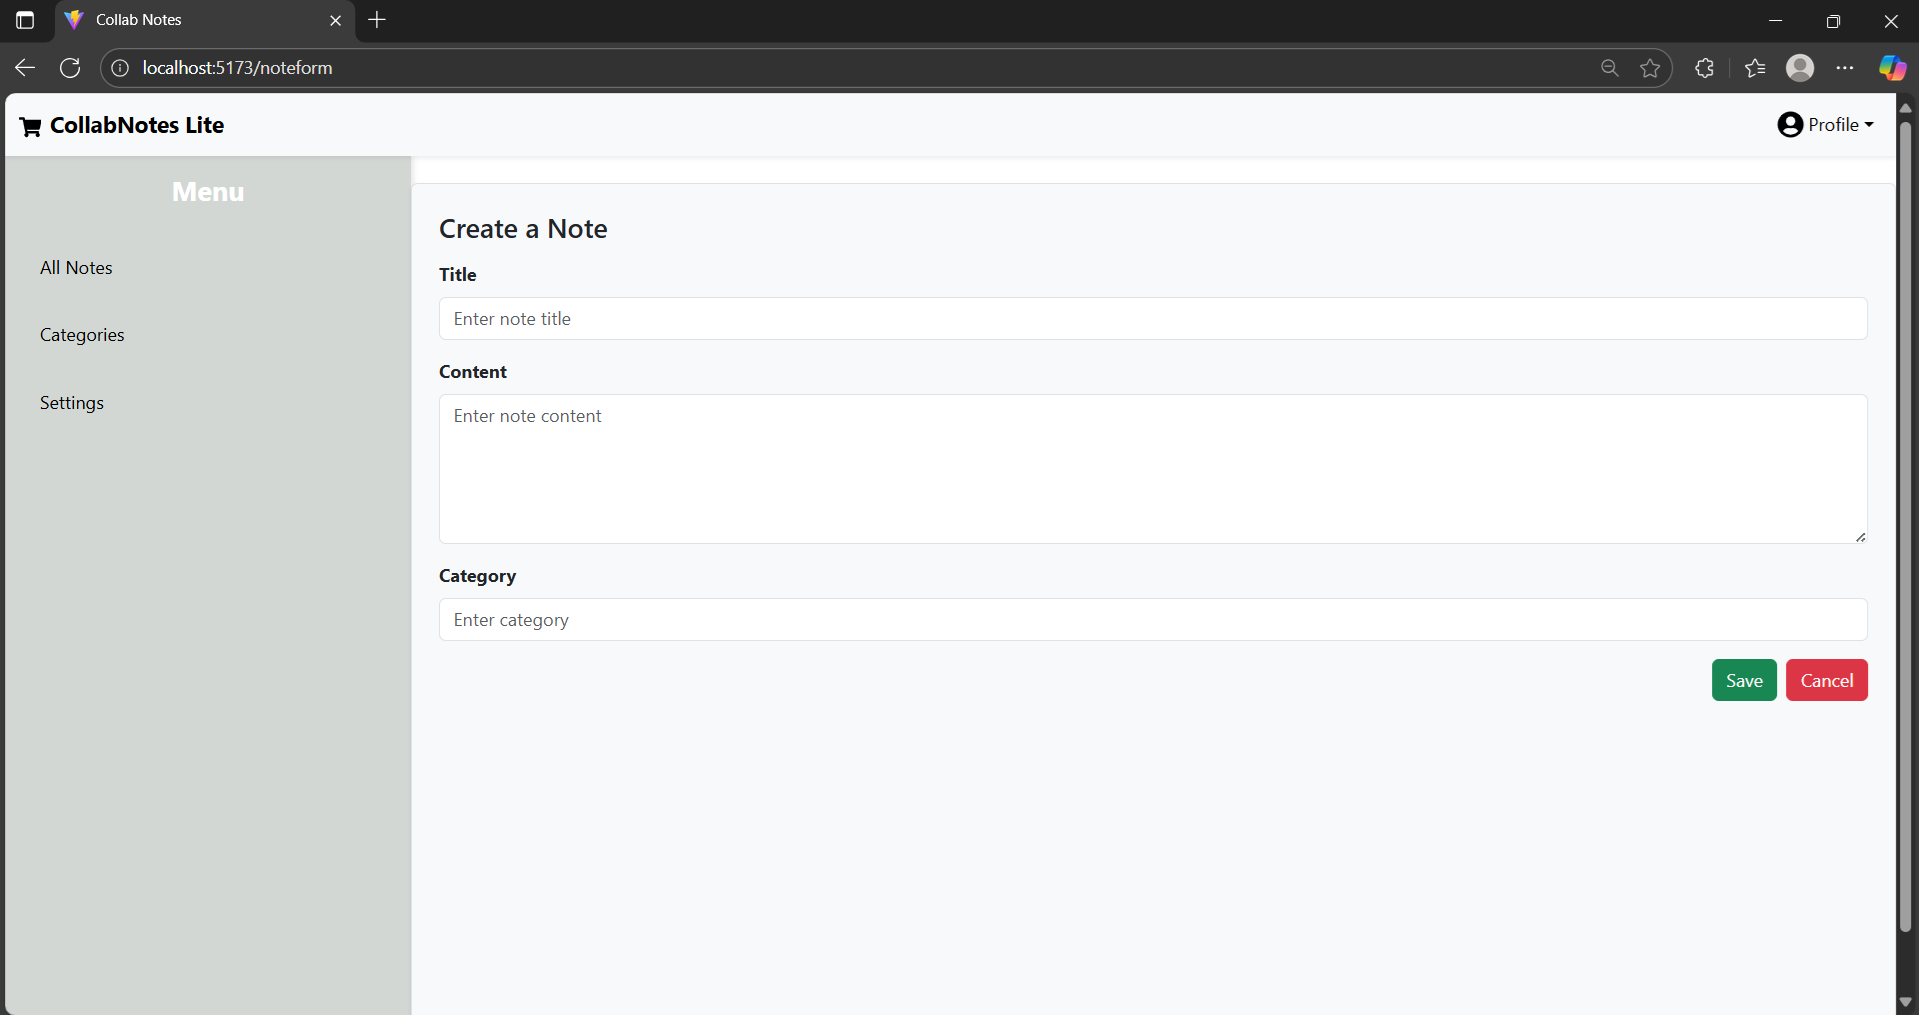 Collab Notes
localhost:5173/noteform
CollabNotes Lite
Profile
Menu
All Notes
Categories
Settings
Create a Note
Title
Enter note title
Content
Enter note content
Category
Enter category
Save
Cancel